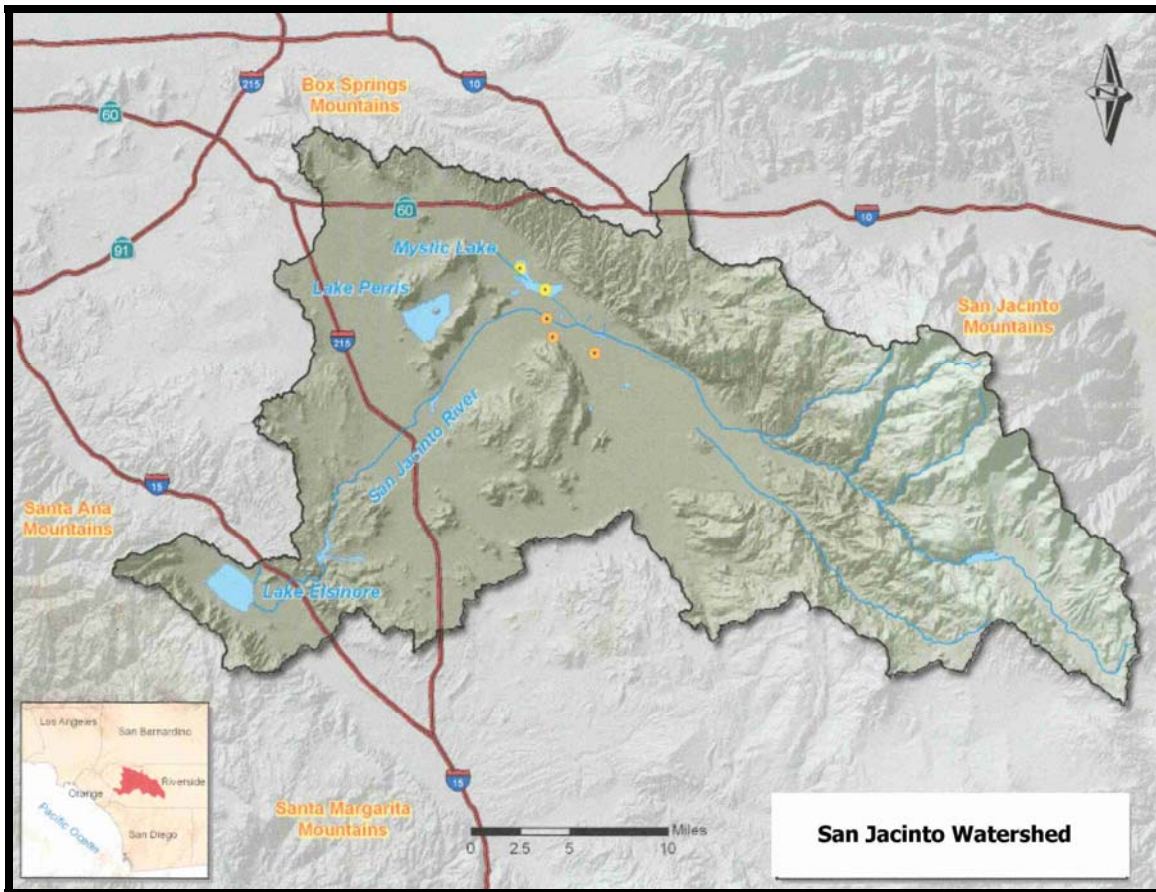 215
10
Box Springs
Mountains
60
60
10
91
Mystic Lake
Lake Perris
San Jacinto
Mountains
215
San Jacinto River
15
Santa Ana
Mountains
Lake Elsinore
Los Angeles
San Bernardino
Riverside
Orange
Pacific Ocean
San Diego
Santa Margarita
Mountains
15
Miles
0 2.5 5 10
San Jacinto Watershed